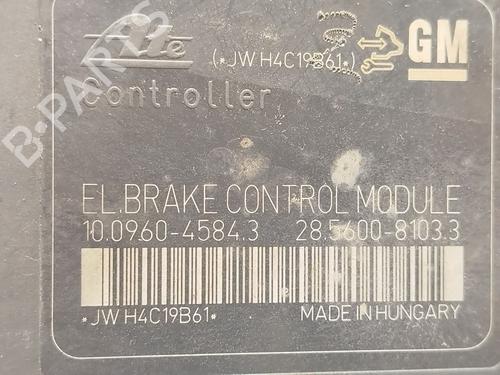 Ate
(*JW H4C19B61*)
GM
Controller
B-PARTS
EL.BRAKE CONTROL MODULE
10.0960-4584.3 28.5600-8103.3
*JW H4C19B61*
MADE IN HUNGARY